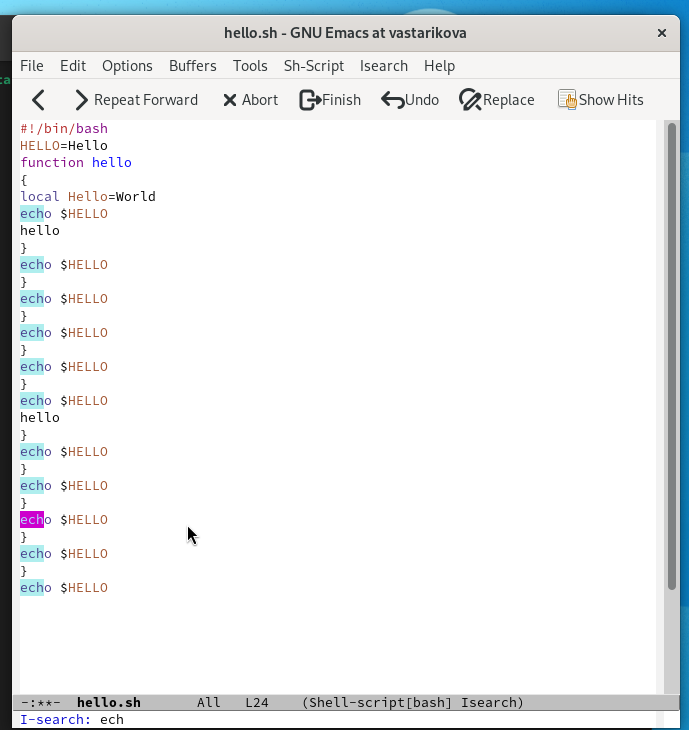 ta
hello.sh - GNU Emacs at vastarikova ×
File Edit Options Buffers Tools Sh-Script Isearch Help
Repeat Forward Abort Finish Undo Replace Show Hits
#!/bin/bash
HELLO=Hello
function hello
{
local Hello=World
echo $HELLO
hello
}
echo $HELLO
}
echo $HELLO
}
echo $HELLO
}
echo $HELLO
}
echo $HELLO
hello
}
echo $HELLO
}
echo $HELLO
}
echo $HELLO
}
echo $HELLO
}
echo $HELLO
-:**- hello.sh All L24 (Shell-script[bash] Isearch)
I-search: ech